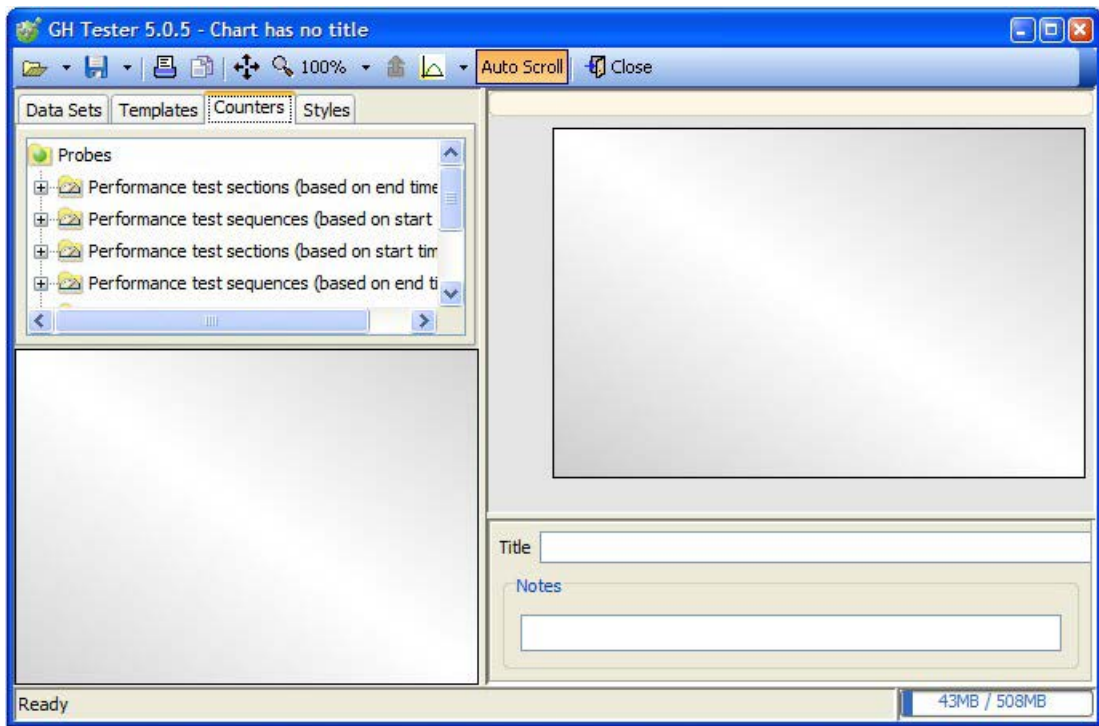 GH Tester 5.0.5 - Chart has no title
100% Auto Scroll Close
Data Sets Templates Counters Styles
Probes
Performance test sections (based on end time
Performance test sequences (based on start
Performance test sections (based on start tim
Performance test sequences (based on end ti
Title
Notes
Ready
43MB / 508MB